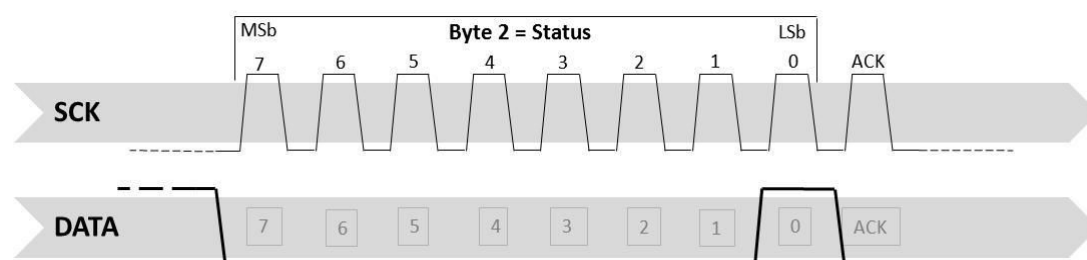 MSb Byte 2 = Status LSb
7 6 5 4 3 2 1 0 ACK
SCK
DATA 7 6 5 4 3 2 1 0 ACK